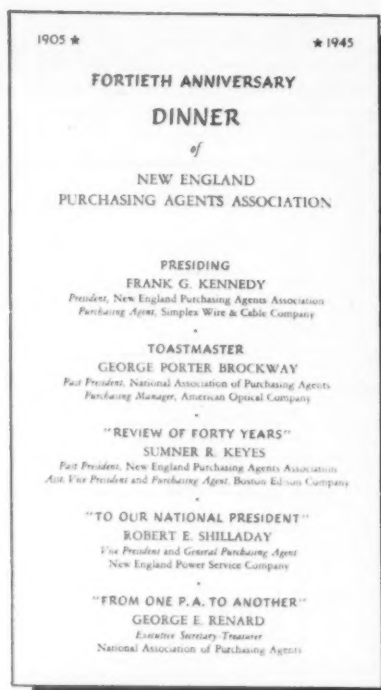 1905 ★ ★ 1945
FORTIETH ANNIVERSARY
DINNER
of
NEW ENGLAND
PURCHASING AGENTS ASSOCIATION
PRESIDING
FRANK G. KENNEDY
President, New England Purchasing Agents Association
Purchasing Agent, Simplex Wire & Cable Company
TOASTMASTER
GEORGE PORTER BROCKWAY
Past President, National Association of Purchasing Agents
Purchasing Manager, American Optical Company
"REVIEW OF FORTY YEARS"
SUMNER R. KEYES
Past President, New England Purchasing Agents Association
Asst. Vice President and Purchasing Agent, Boston Edison Company
"TO OUR NATIONAL PRESIDENT"
ROBERT E. SHILLADAY
Vice President and General Purchasing Agent
New England Power Service Company
"FROM ONE P.A. TO ANOTHER"
GEORGE E. RENARD
Executive Secretary-Treasurer
National Association of Purchasing Agents